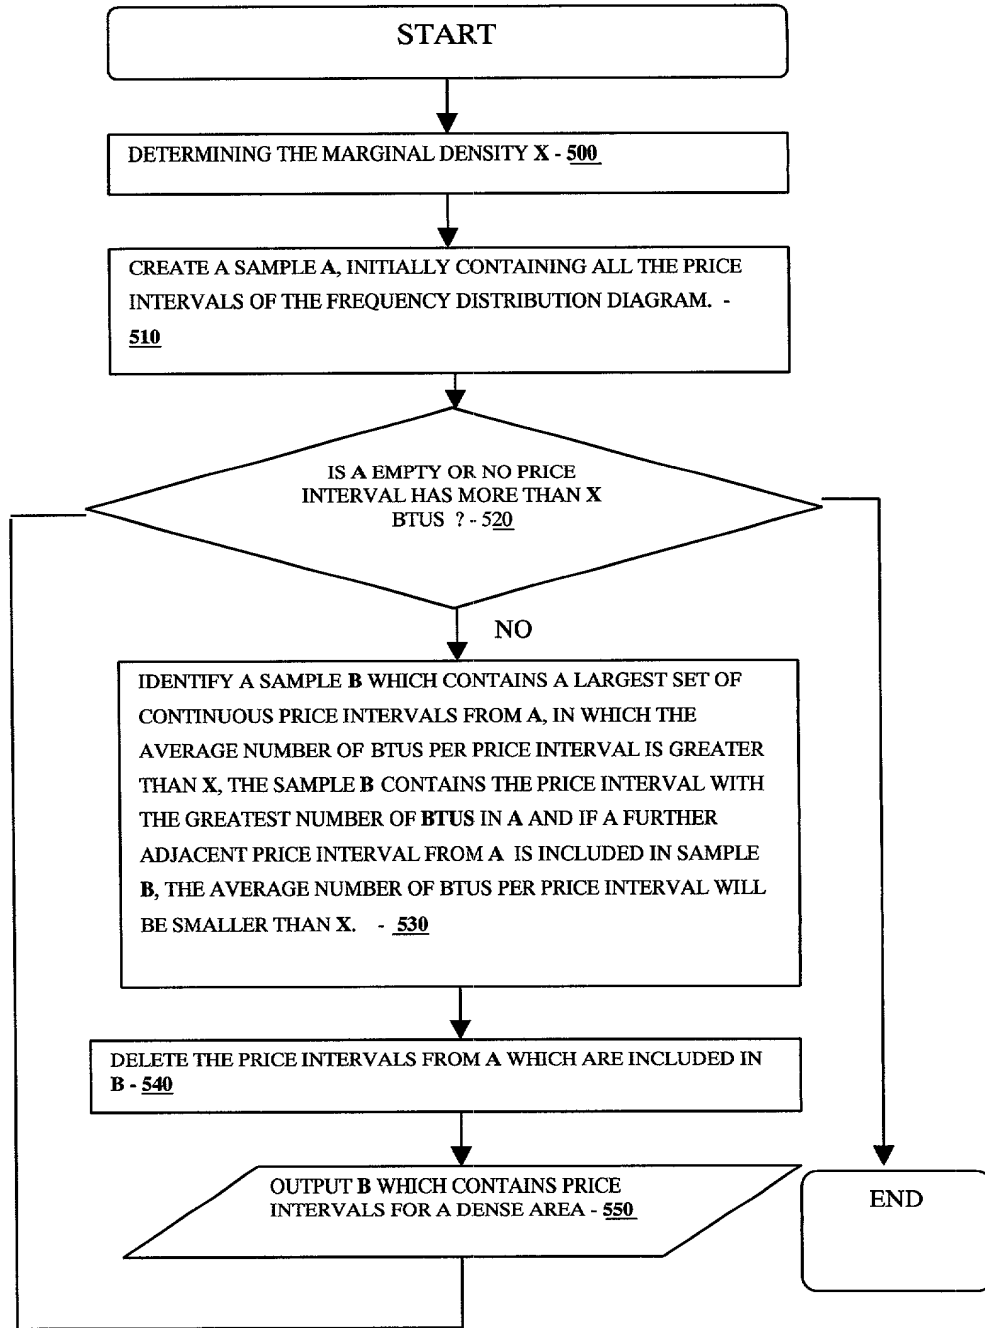 START
DETERMINING THE MARGINAL DENSITY X - 500
CREATE A SAMPLE A, INITIALLY CONTAINING ALL THE PRICE
INTERVALS OF THE FREQUENCY DISTRIBUTION DIAGRAM. -
510
IS A EMPTY OR NO PRICE
INTERVAL HAS MORE THAN X
BTUS ? - 520
NO
IDENTIFY A SAMPLE B WHICH CONTAINS A LARGEST SET OF
CONTINUOUS PRICE INTERVALS FROM A, IN WHICH THE
AVERAGE NUMBER OF BTUS PER PRICE INTERVAL IS GREATER
THAN X, THE SAMPLE B CONTAINS THE PRICE INTERVAL WITH
THE GREATEST NUMBER OF BTUS IN A AND IF A FURTHER
ADJACENT PRICE INTERVAL FROM A IS INCLUDED IN SAMPLE
B, THE AVERAGE NUMBER OF BTUS PER PRICE INTERVAL WILL
BE SMALLER THAN X. - 530
DELETE THE PRICE INTERVALS FROM A WHICH ARE INCLUDED IN
B - 540
OUTPUT B WHICH CONTAINS PRICE
INTERVALS FOR A DENSE AREA - 550
END